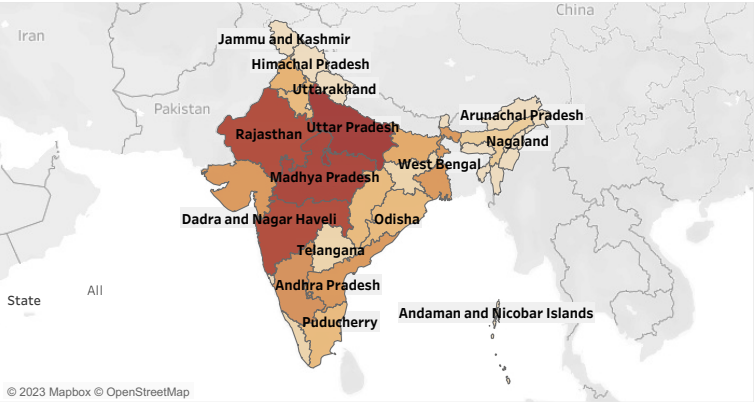 China
Iran
Jammu and Kashmir
Himachal Pradesh
Uttarakhand
Pakistan
Arunachal Pradesh
Uttar Pradesh
Rajasthan
Nagaland
West Bengal
Madhya Pradesh
Dadra and Nagar Haveli
Odisha
Telangana
Andhra Pradesh
State
All
Andaman and Nicobar Islands
Puducherry
© 2023 Mapbox © OpenStreetMap